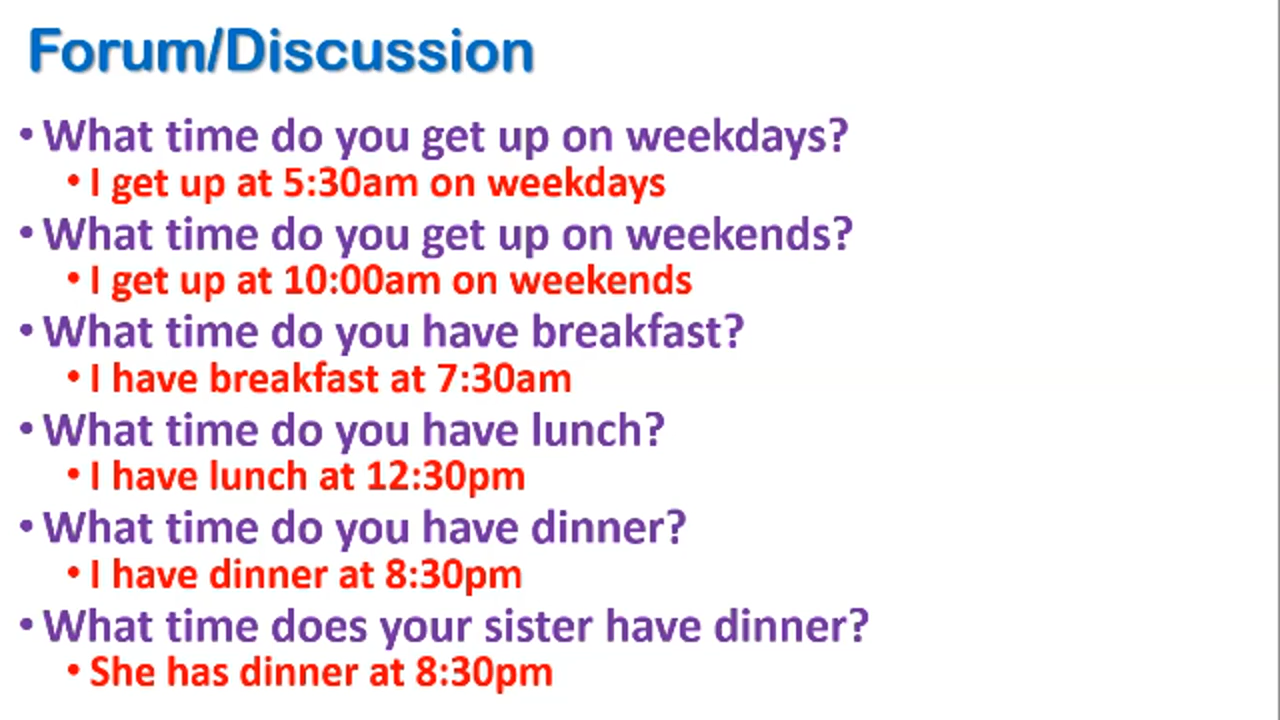 Forum/Discussion
• What time do you get up on weekdays?
• I get up at 5:30am on weekdays
• What time do you get up on weekends?
• I get up at 10:00am on weekends
• What time do you have breakfast?
• I have breakfast at 7:30am
• What time do you have lunch?
• I have lunch at 12:30pm
• What time do you have dinner?
• I have dinner at 8:30pm
• What time does your sister have dinner?
• She has dinner at 8:30pm